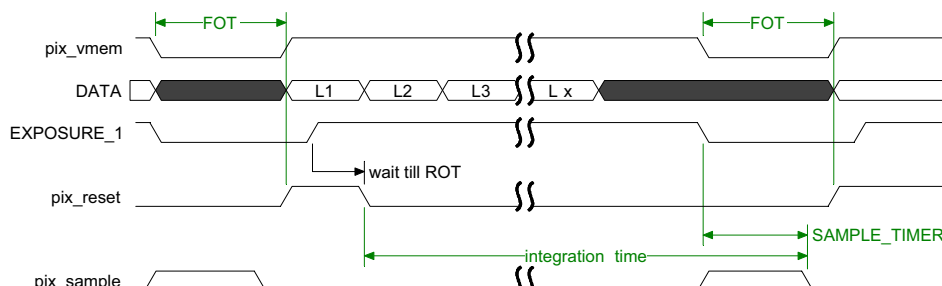 FOT FOT
pix_vmem
DATA L1 L2 L3 L x
EXPOSURE_1
wait till ROT
pix_reset
SAMPLE_TIMER
integration time
pix_sample